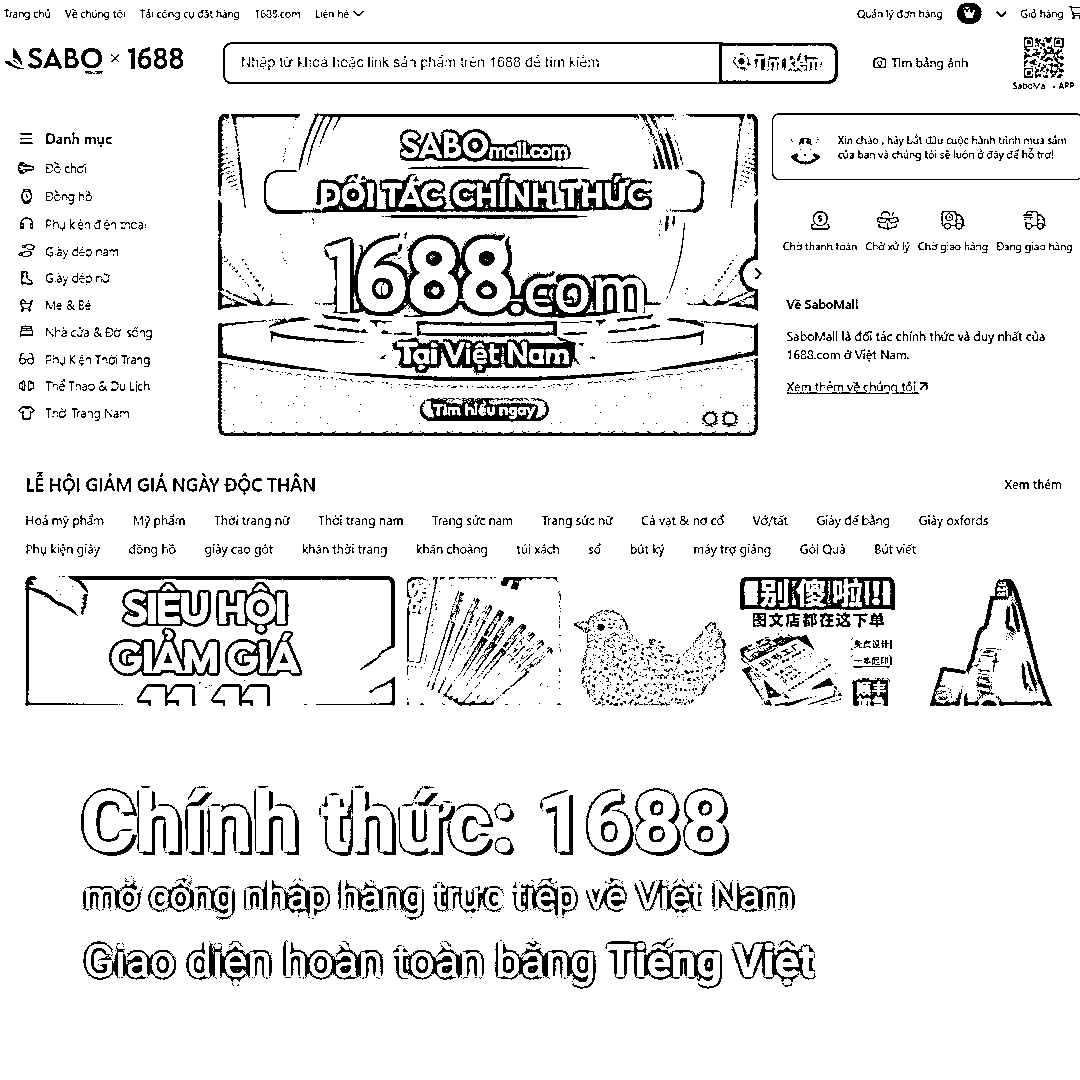 Trang chủ Về chúng tôi Tải công cụ đặt hàng 1688.com Liên hệ Quản lý đơn hàng Giỏ hàng
SABO × 1688
Nhập từ khoá hoặc link sản phẩm trên 1688 để tìm kiếm Tìm kiếm Tìm bằng ảnh
Danh mục
Đồ chơi
Đồng hồ
Phụ kiện điện thoại
Giày dép nam
Giày dép nữ
Mẹ & Bé
Nhà cửa & Đời sống
Phụ Kiện Thời Trang
Thể Thao & Du Lịch
Thời Trang Nam
SABOmall.com
ĐỐI TÁC CHÍNH THỨC
1688.com
Tại Việt Nam
Tìm hiểu ngay
Xin chào , hãy bắt đầu cuộc hành trình mua sắm
của bạn và chúng tôi sẽ luôn ở đây để hỗ trợ!
Chờ thanh toán Chờ xử lý Chờ giao hàng Đang giao hàng
Về SaboMall
SaboMall là đối tác chính thức và duy nhất của
1688.com ở Việt Nam.
Xem thêm về chúng tôi
LỄ HỘI GIẢM GIÁ NGÀY ĐỘC THÂN Xem thêm
Hoá mỹ phẩm Mỹ phẩm Thời trang nữ Thời trang nam Trang sức nam Trang sức nữ Cà vạt & nơ cổ Vớ/tất Giày đế bằng Giày oxfords
Phụ kiện giày đồng hồ giày cao gót khăn thời trang khăn choàng túi xách sổ bút ký máy trợ giảng Gói Quà Bút viết
SIÊU HỘI
GIẢM GIÁ
11.11
别傻啦!!
图文店都在这下单
免费设计
一本起印
Chính thức: 1688
mở cổng nhập hàng trực tiếp về Việt Nam
Giao diện hoàn toàn bằng Tiếng Việt